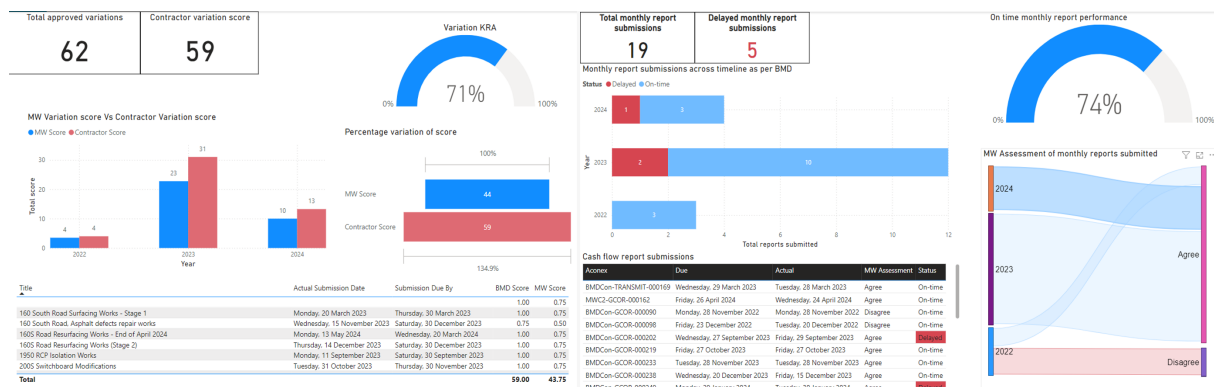 Total approved variations
62
Contractor variation score
59
Variation KRA
71%
0%
100%
MW Variation score Vs Contractor Variation score
MW Score Contractor Score
Total score
30
20
10
0
4
4
23
31
10
13
2022
2023
2024
Year
Percentage variation of score
100%
MW Score
44
Contractor Score
59
134.9%
Title Actual Submission Date Submission Due By BMD Score MW Score
1.00 0.75
160 South Road Surfacing Works - Stage 1 Monday, 20 March 2023 Thursday, 30 March 2023 1.00 0.75
160 South Road. Asphalt defects repair works Wednesday, 15 November 2023 Saturday, 30 December 2023 0.75 0.50
160S Road Resurfacing Works - End of April 2024 Monday, 13 May 2024 Wednesday, 20 March 2024 1.00 0.75
160S Road Resurfacing Works (Stage 2) Thursday, 14 December 2023 Saturday, 30 December 2023 1.00 0.75
1950 RCP Isolation Works Monday, 11 September 2023 Saturday, 30 September 2023 1.00 0.75
200S Switchboard Modifications Tuesday, 31 October 2023 Thursday, 30 November 2023 1.00 0.75
Total 59.00 43.75
Total monthly report
submissions
19
Delayed monthly report
submissions
5
Monthly report submissions across timeline as per BMD
Status Delayed On-time
Year
2024
1
3
2023
2
10
2022
3
0 2 4 6 8 10 12
Total reports submitted
Cash flow report submissions
Aconex Due Actual MW Assessment Status
BMDCon-TRANSMIT-000169 Wednesday, 29 March 2023 Tuesday, 28 March 2023 Agree On-time
MWC2-GCOR-000162 Friday, 26 April 2024 Wednesday, 24 April 2024 Agree On-time
BMDCon-GCOR-000090 Monday, 28 November 2022 Monday, 28 November 2022 Disagree On-time
BMDCon-GCOR-000098 Friday, 23 December 2022 Tuesday, 20 December 2022 Disagree On-time
BMDCon-GCOR-000202 Wednesday, 27 September 2023 Friday, 29 September 2023 Agree Delayed
BMDCon-GCOR-000219 Friday, 27 October 2023 Friday, 27 October 2023 Agree On-time
BMDCon-GCOR-000233 Tuesday, 28 November 2023 Tuesday, 28 November 2023 Agree On-time
BMDCon-GCOR-000238 Wednesday, 20 December 2023 Friday, 15 December 2023 Agree On-time
On time monthly report performance
74%
0%
100%
MW Assessment of monthly reports submitted
2024
2023
2022
Agree
Disagree